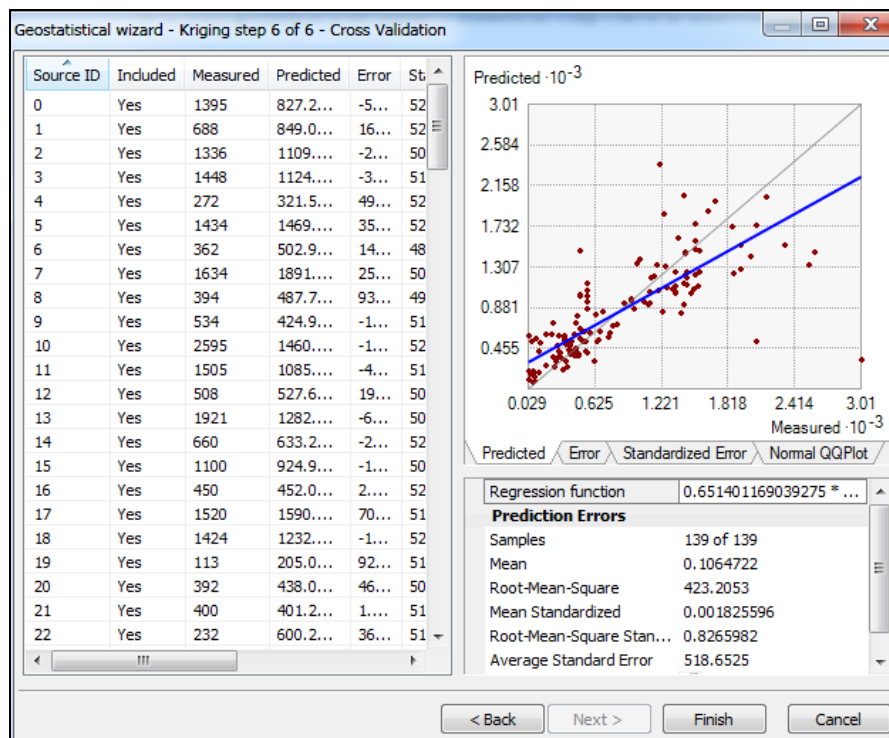 Geostatistical wizard - Kriging step 6 of 6 - Cross Validation
Source ID Included Measured Predicted Error St
0 Yes 1395 827.2... -5... 52
1 Yes 688 849.0... 16... 52
2 Yes 1336 1109.... -2... 50
3 Yes 1448 1124.... -3... 51
4 Yes 272 321.5... 49... 52
5 Yes 1434 1469.... 35... 52
6 Yes 362 502.9... 14... 48
7 Yes 1634 1891.... 25... 50
8 Yes 394 487.7... 93... 49
9 Yes 534 424.9... -1... 51
10 Yes 2595 1460.... -1... 52
11 Yes 1505 1085.... -4... 51
12 Yes 508 527.6... 19... 50
13 Yes 1921 1282.... -6... 50
14 Yes 660 633.2... -2... 52
15 Yes 1100 924.9... -1... 50
16 Yes 450 452.0... 2.... 52
17 Yes 1520 1590.... 70... 51
18 Yes 1424 1232.... -1... 52
19 Yes 113 205.0... 92... 51
20 Yes 392 438.0... 46... 50
21 Yes 400 401.2... 1.... 51
22 Yes 232 600.2... 36... 51
Predicted ·10⁻³
3.01
2.584
2.158
1.732
1.307
0.881
0.455
0.029 0.625 1.221 1.818 2.414 3.01
Measured ·10⁻³
Predicted Error Standardized Error Normal QQPlot
Regression function 0.651401169039275 * ...
Prediction Errors
Samples 139 of 139
Mean 0.1064722
Root-Mean-Square 423.2053
Mean Standardized 0.001825596
Root-Mean-Square Stan... 0.8265982
Average Standard Error 518.6525
< Back Next > Finish Cancel